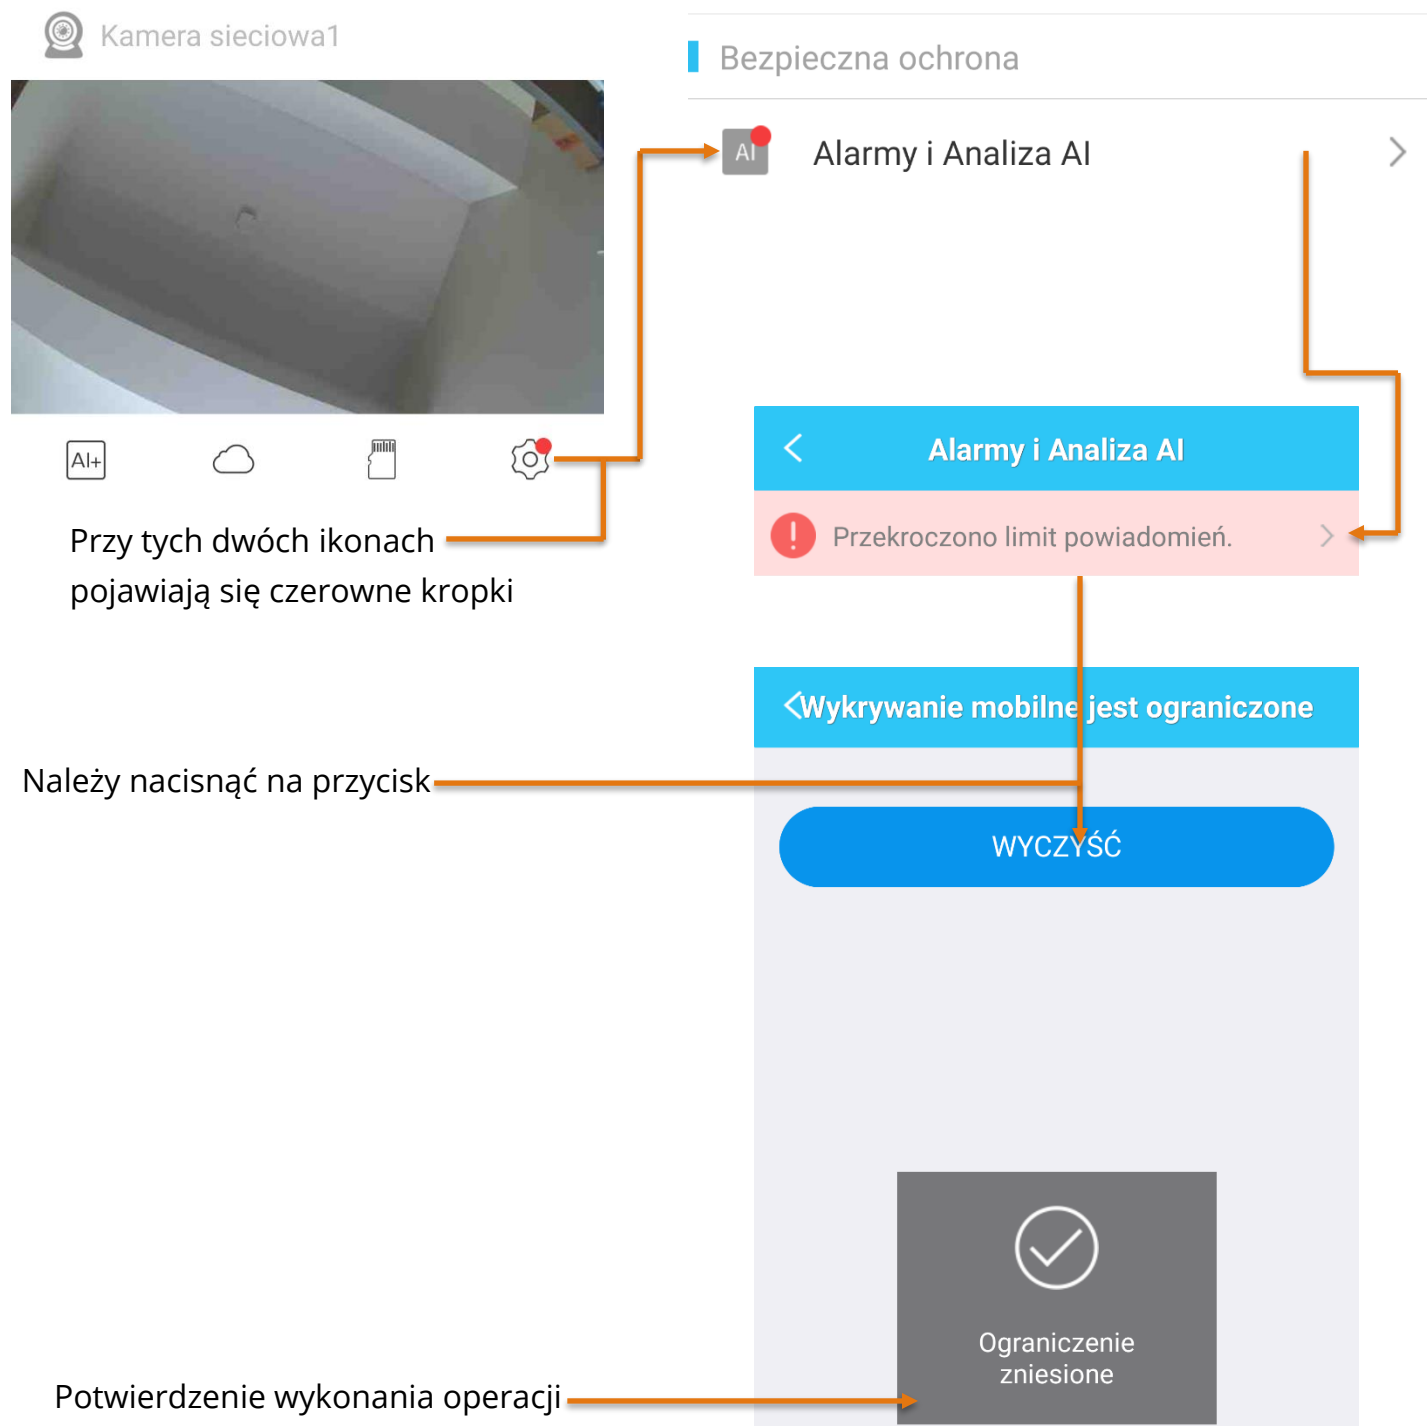 Kamera sieciowa1
Bezpieczna ochrona
AI
Alarmy i Analiza AI
AI+
Przy tych dwóch ikonach
pojawiają się czerowne kropki
Alarmy i Analiza AI
Przekroczono limit powiadomień.
Wykrywanie mobilne jest ograniczone
Należy nacisnąć na przycisk
WYCZYŚĆ
Ograniczenie
zniesione
Potwierdzenie wykonania operacji